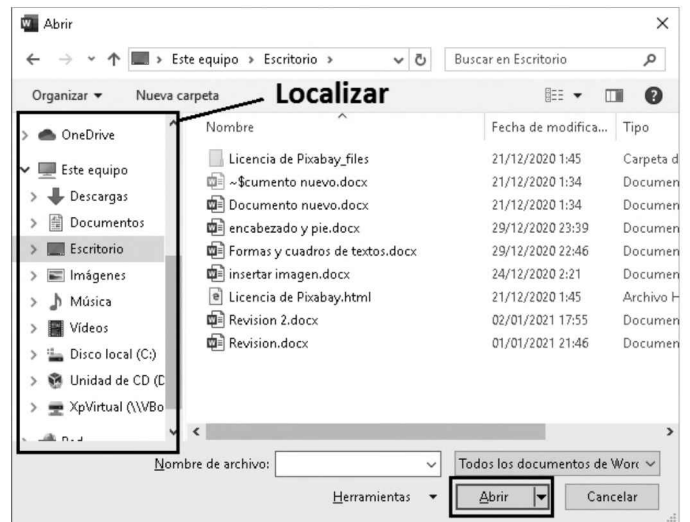 Abrir
Este equipo > Escritorio >
Buscar en Escritorio
Organizar
Nueva carpeta
Localizar
OneDrive
Este equipo
Descargas
Documentos
Escritorio
Imágenes
Música
Vídeos
Disco local (C:)
Unidad de CD (D
XpVirtual (\\VBo
Nombre Fecha de modifica... Tipo
Licencia de Pixabay_files 21/12/2020 1:45 Carpeta d
~$cumento nuevo.docx 21/12/2020 1:34 Documen
Documento nuevo.docx 21/12/2020 1:34 Documen
encabezado y pie.docx 29/12/2020 23:39 Documen
Formas y cuadros de textos.docx 29/12/2020 22:46 Documen
insertar imagen.docx 24/12/2020 2:21 Documen
Licencia de Pixabay.html 21/12/2020 1:45 Archivo H
Revision 2.docx 02/01/2021 17:55 Documen
Revision.docx 01/01/2021 21:46 Documen
Nombre de archivo:
Todos los documentos de Worc
Herramientas
Abrir
Cancelar